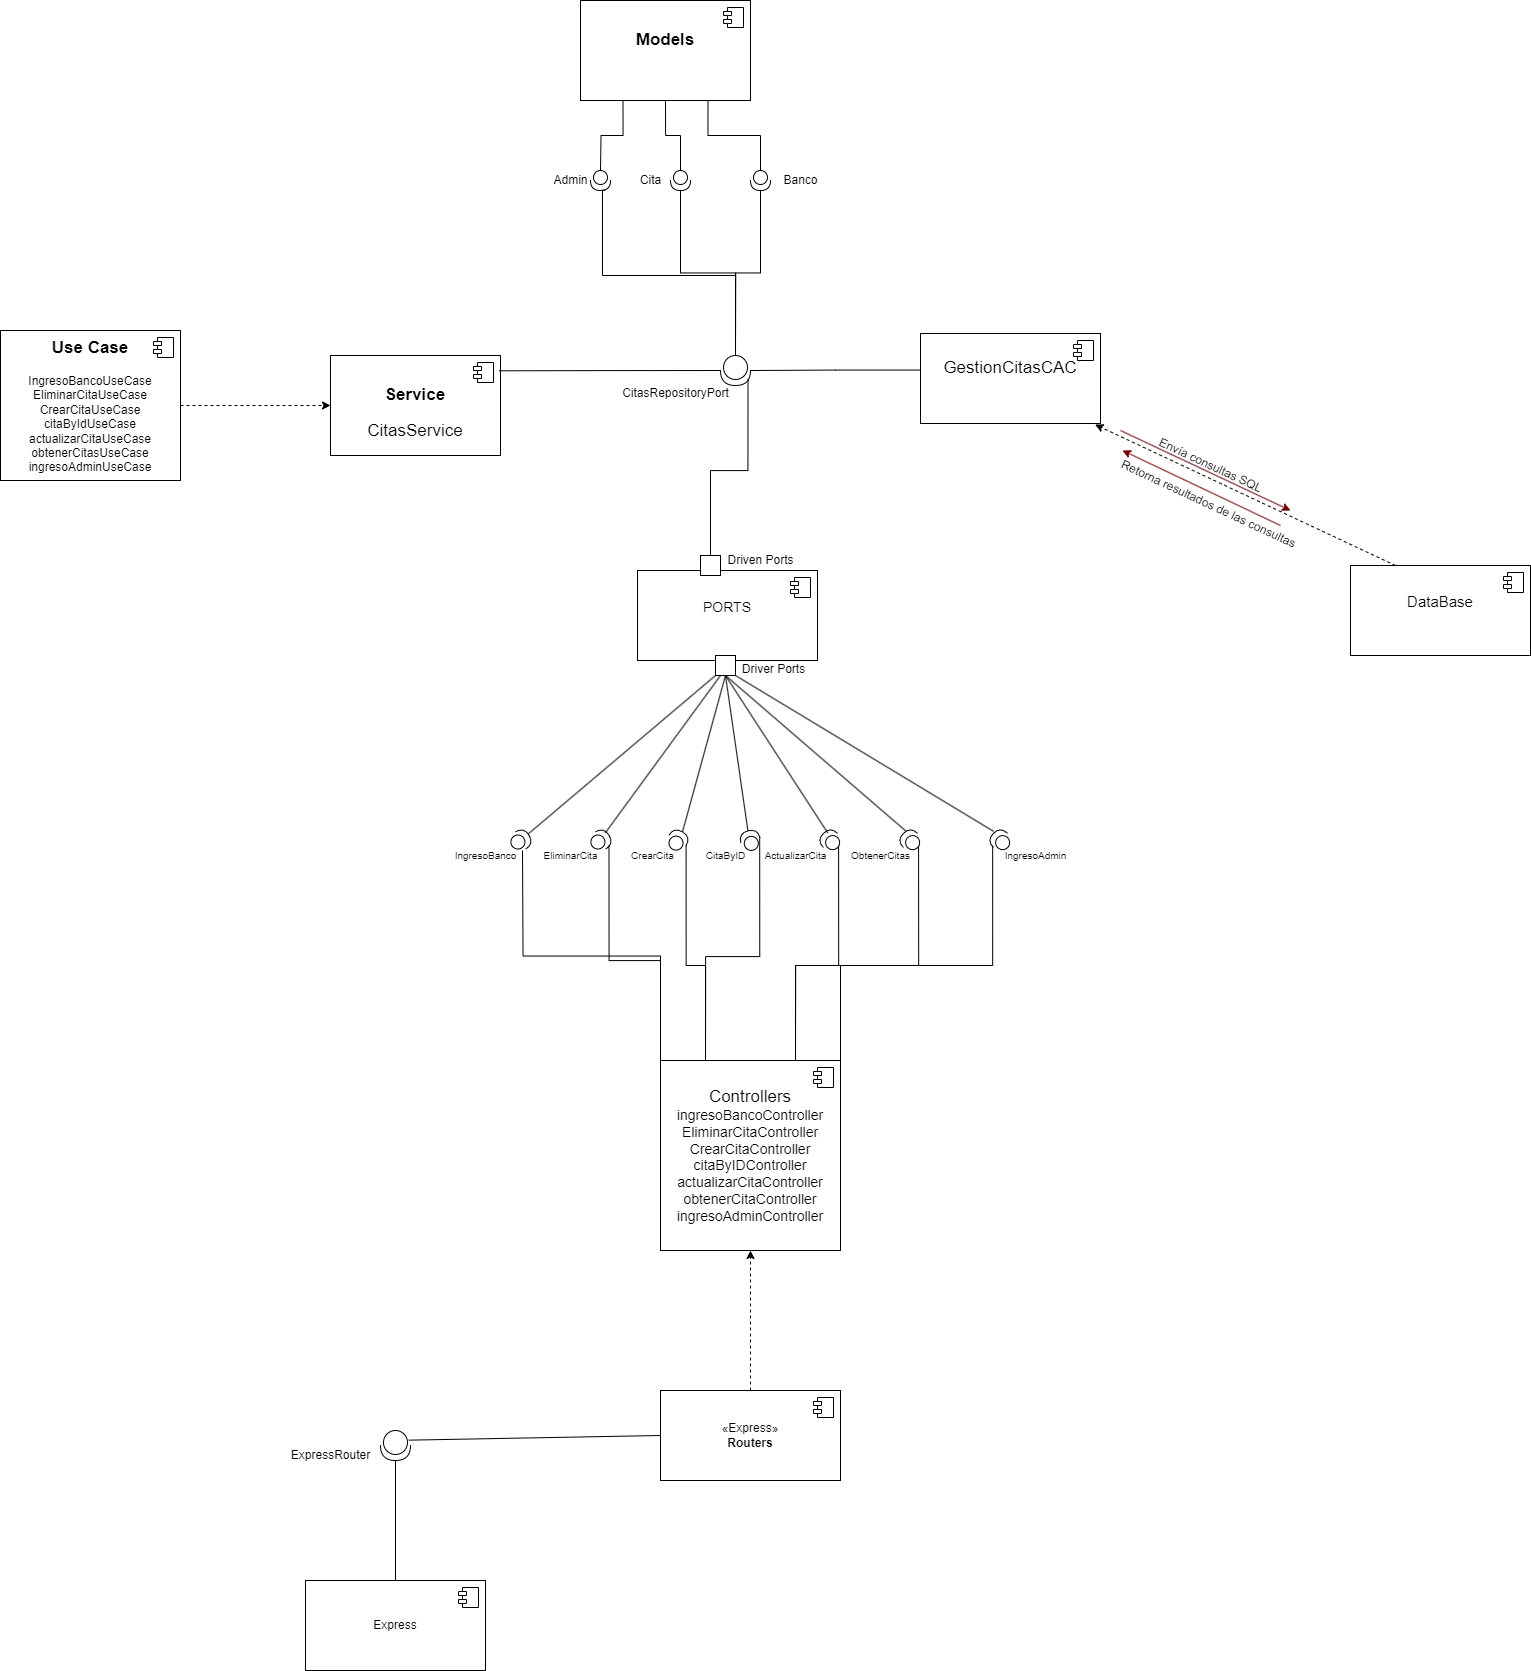 Models
Admin
Cita
Banco
Use Case
IngresoBancoUseCase
EliminarCitaUseCase
CrearCitaUseCase
citaByIdUseCase
actualizarCitaUseCase
obtenerCitasUseCase
ingresoAdminUseCase
Service
CitasService
CitasRepositoryPort
GestionCitasCAC
Envía consultas SQL
Retorna resultados de las consultas
DataBase
Driven Ports
PORTS
Driver Ports
IngresoBanco
EliminarCita
CrearCita
CitaByID
ActualizarCita
ObtenerCitas
IngresoAdmin
Controllers
ingresoBancoController
EliminarCitaController
CrearCitaController
citaByIDController
actualizarCitaController
obtenerCitaController
ingresoAdminController
«Express»
Routers
ExpressRouter
Express